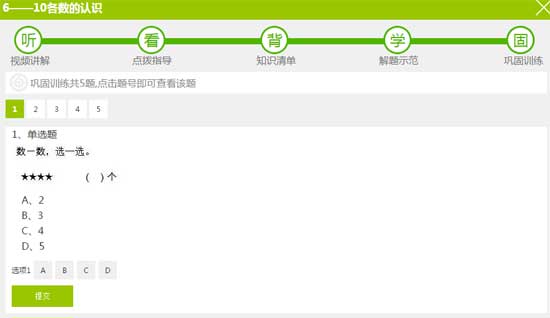 6——10各数的认识
听 看 背 学 固
视频讲解 点拨指导 知识清单 解题示范 巩固训练
巩固训练共5题,点击题号即可查看该题
1 2 3 4 5
1、单选题
数一数，选一选。
★★★★ ( )个
A、2
B、3
C、4
D、5
选项1 A B C D
提交